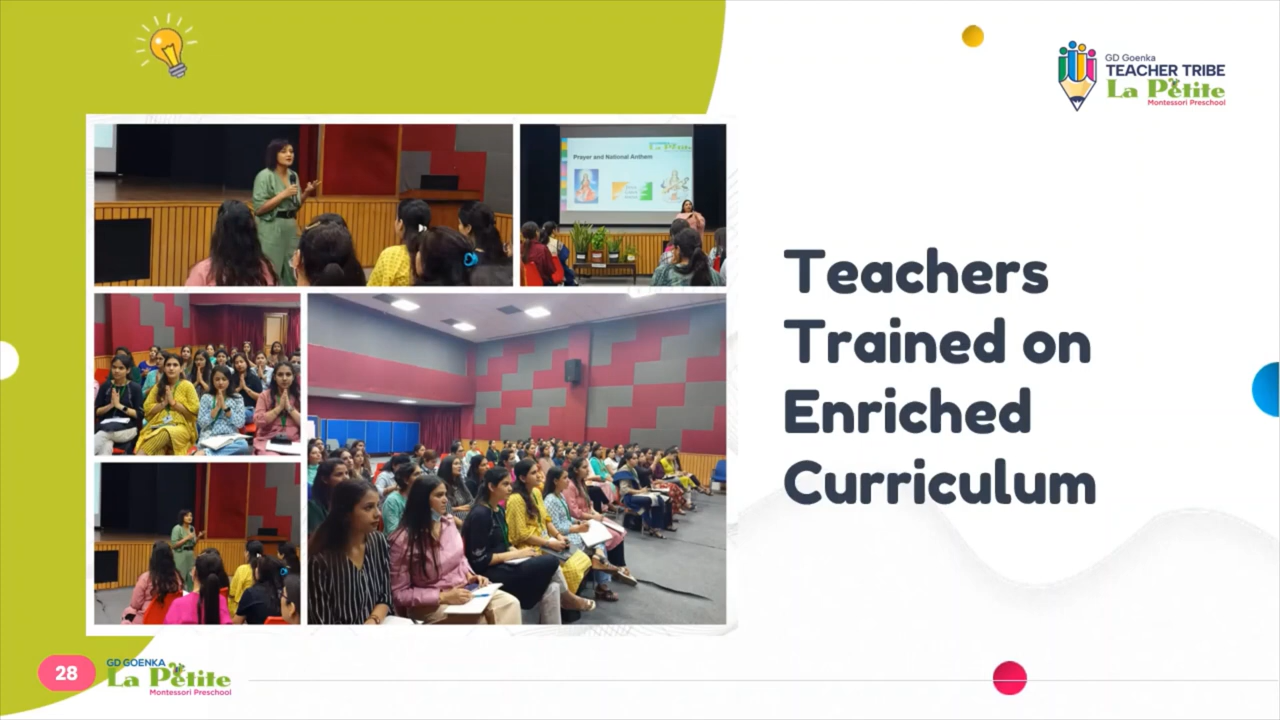 GD Goenka
TEACHER TRIBE
La Petite
Montessori Preschool
La Petite
Prayer and National Anthem
Teachers
Trained on
Enriched
Curriculum
28
GD GOENKA
La Petite
Montessori Preschool